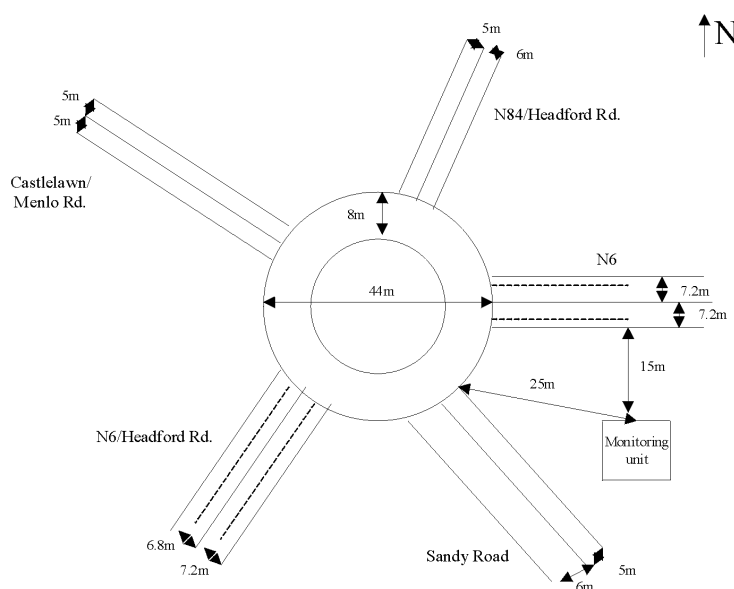 N
5m
6m
N84/Headford Rd.
5m
5m
Castlelawn/
Menlo Rd.
8m
N6
44m
7.2m
7.2m
15m
25m
Monitoring
unit
N6/Headford Rd.
6.8m
7.2m
Sandy Road
5m
6m